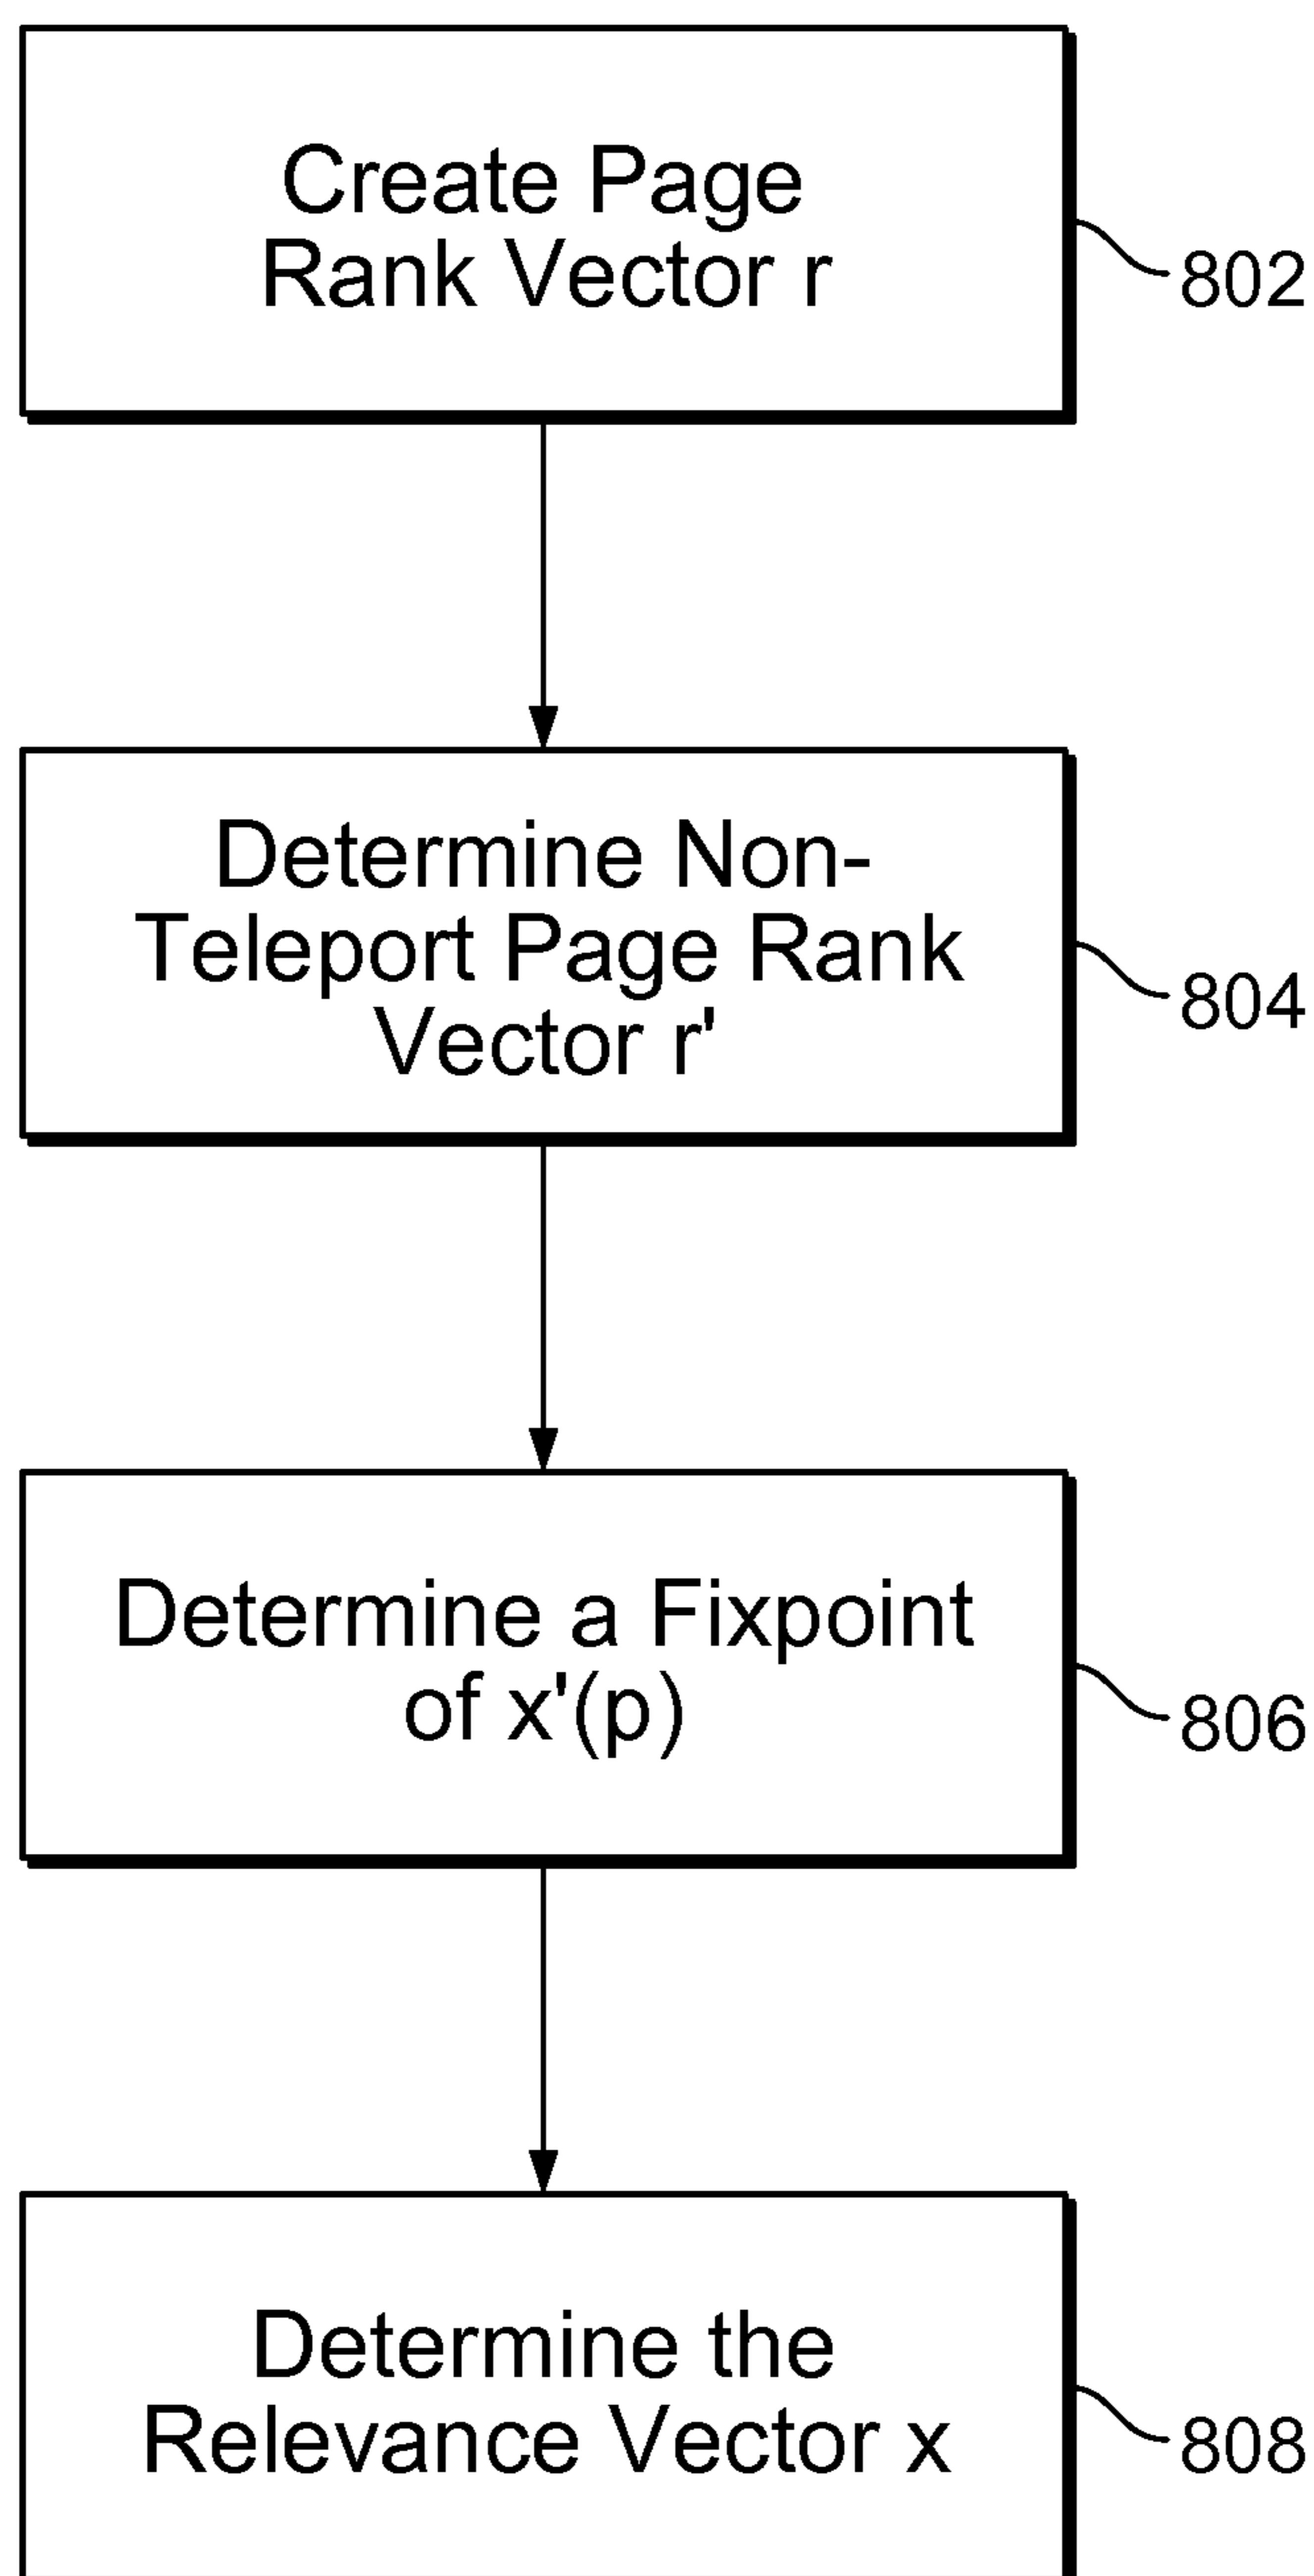 Create Page
Rank Vector r
802
Determine Non-
Teleport Page Rank
Vector r'
804
Determine a Fixpoint
of x'(p)
806
Determine the
Relevance Vector x
808